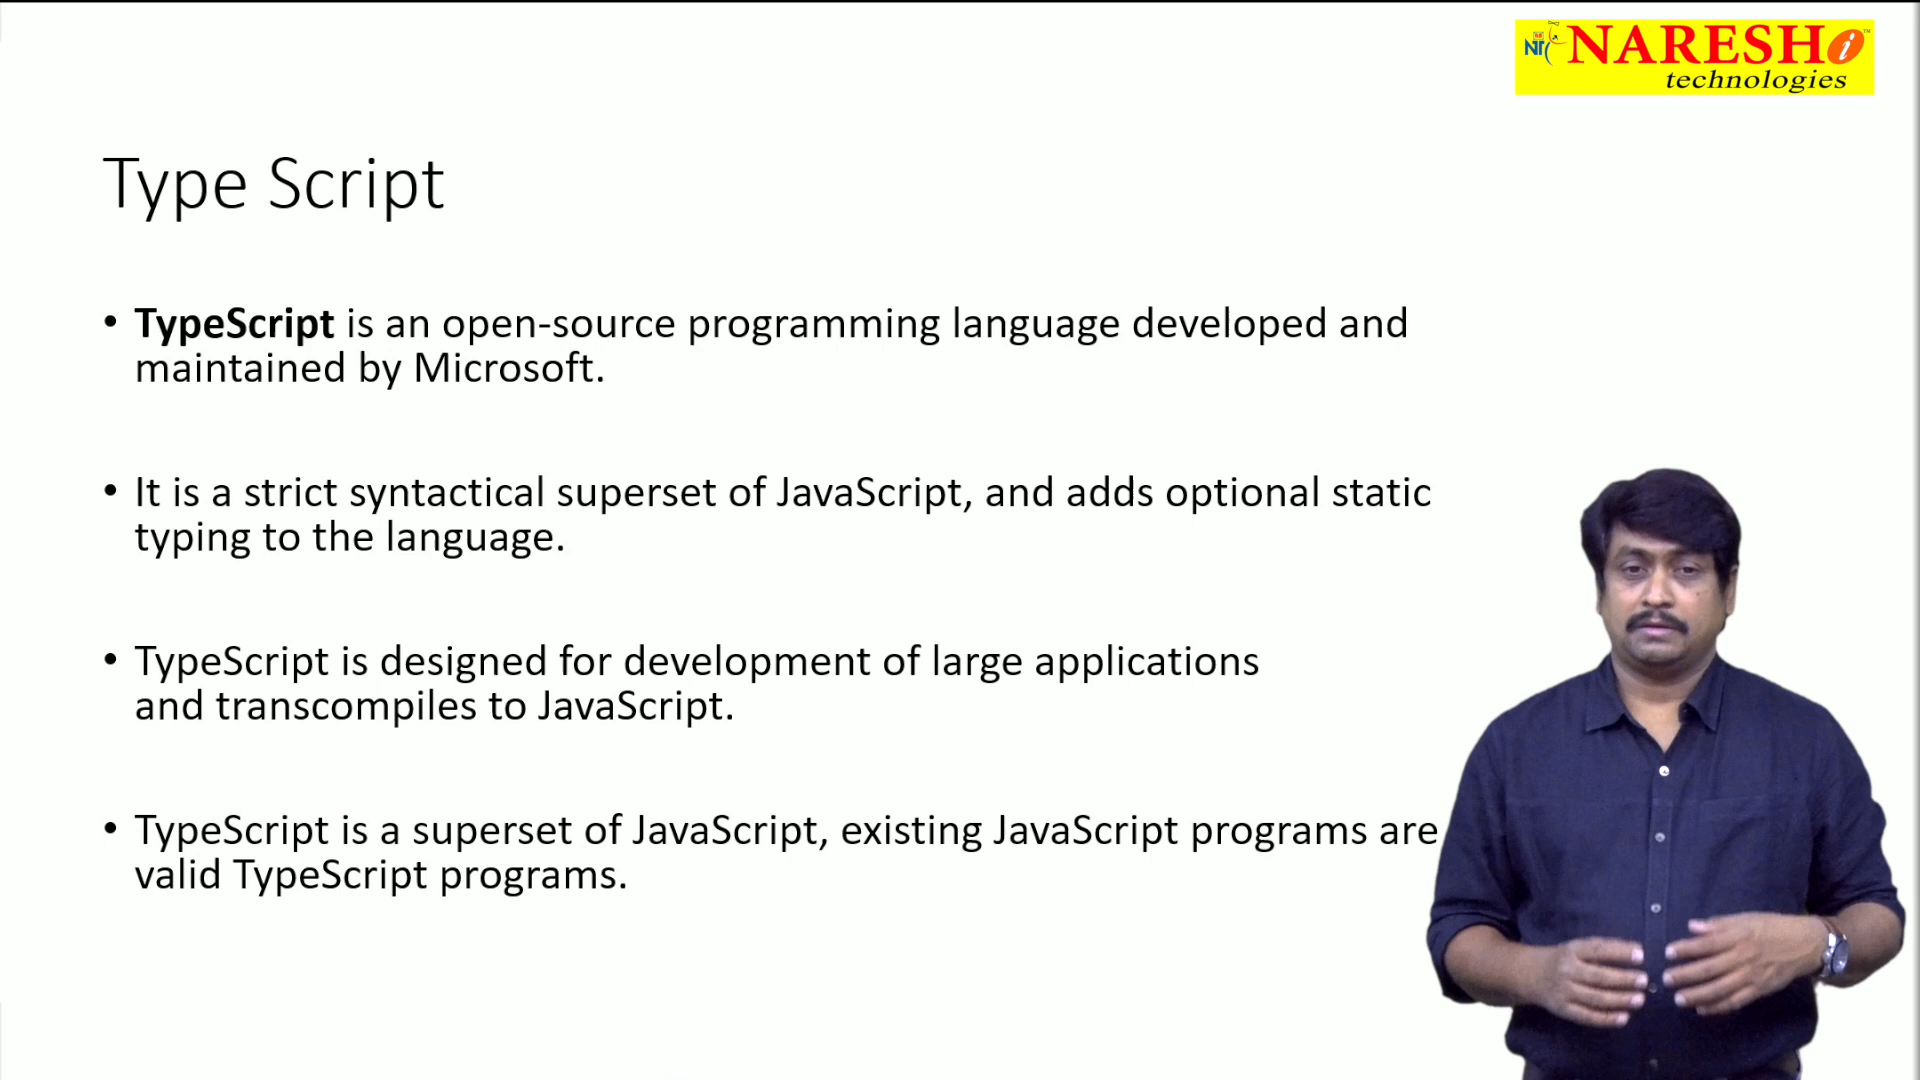 NT NARESH i ™
technologies
Type Script
• TypeScript is an open-source programming language developed and
maintained by Microsoft.
• It is a strict syntactical superset of JavaScript, and adds optional static
typing to the language.
• TypeScript is designed for development of large applications
and transcompiles to JavaScript.
• TypeScript is a superset of JavaScript, existing JavaScript programs are
valid TypeScript programs.